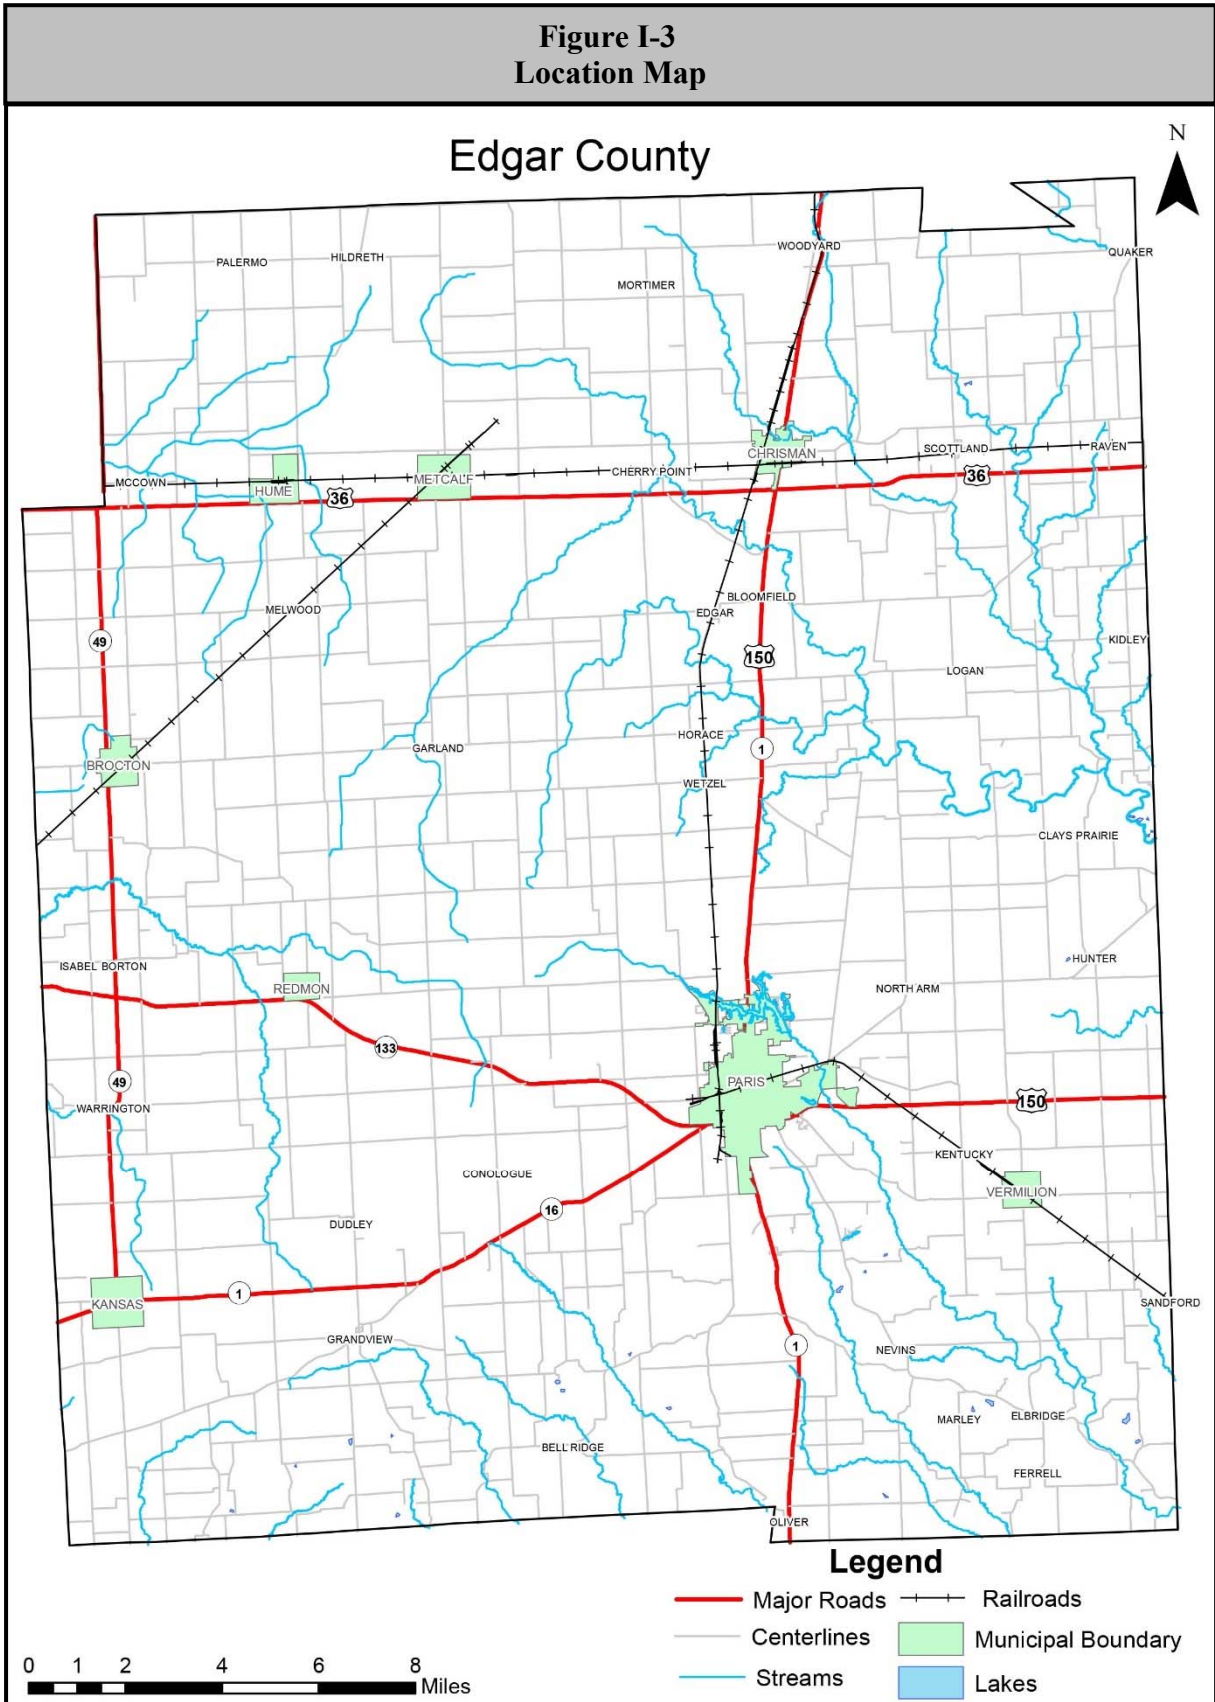 Figure I-3
Location Map
Edgar County
N
WOODYARD
QUAKER
PALERMO
HILDRETH
MORTIMER
CHRISMAN
SCOTTLAND
RAVEN
MCCOWN
HUME
METCALF
CHERRY POINT
36
36
MELWOOD
EDGAR
BLOOMFIELD
49
150
KIDLEY
LOGAN
HORACE
GARLAND
1
BROCTON
WETZEL
CLAYS PRAIRIE
ISABEL BORTON
REDMON
HUNTER
NORTH ARM
133
49
PARIS
WARRINGTON
150
KENTUCKY
CONOLOGUE
VERMILION
DUDLEY
16
KANSAS
1
SANDFORD
GRANDVIEW
1
NEVINS
MARLEY
ELBRIDGE
BELL RIDGE
FERRELL
OLIVER
Legend
Major Roads
Railroads
Centerlines
Municipal Boundary
Streams
Lakes
0 1 2 4 6 8
Miles